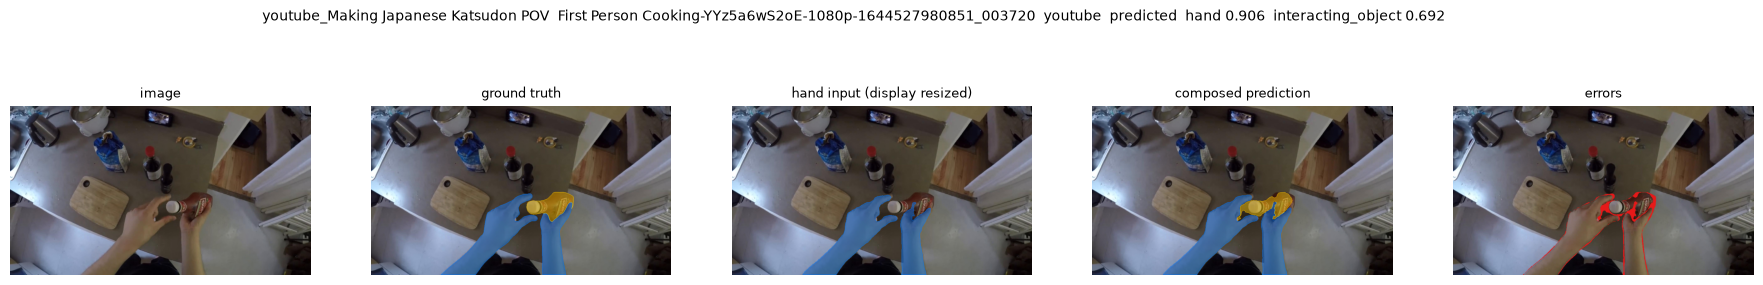 youtube_Making Japanese Katsudon POV  First Person Cooking-YYz5a6wS2oE-1080p-1644527980851_003720  youtube  predicted  hand 0.906  interacting_object 0.692
image
ground truth
hand input (display resized)
composed prediction
errors